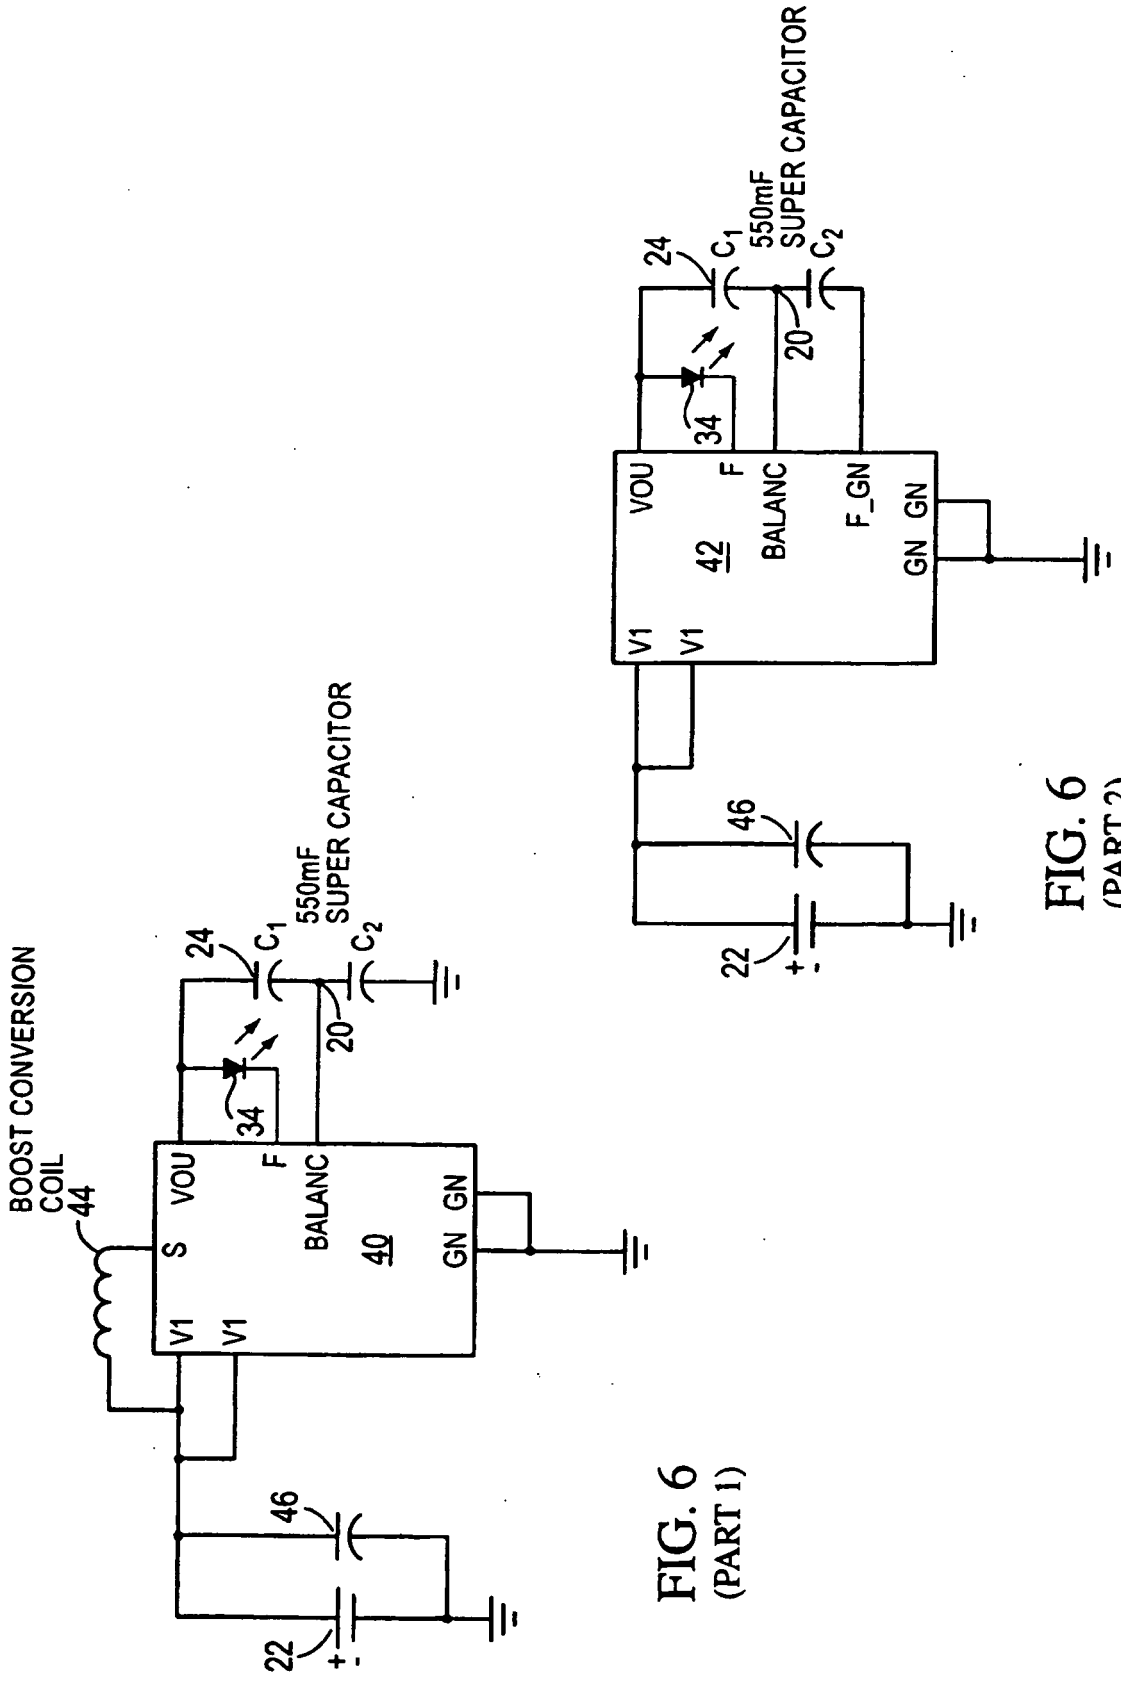 BOOST CONVERSION
COIL
44
V1
S
VOU
V1
F
BALANC
40
GN GN
34
24
C1
20
C2
550mF
SUPER CAPACITOR
46
22
+
-
FIG. 6
(PART 1)
V1
VOU
V1
F
42
BALANC
F_GN
GN GN
34
24
C1
20
C2
550mF
SUPER CAPACITOR
46
22
+
-
FIG. 6
(PART 2)